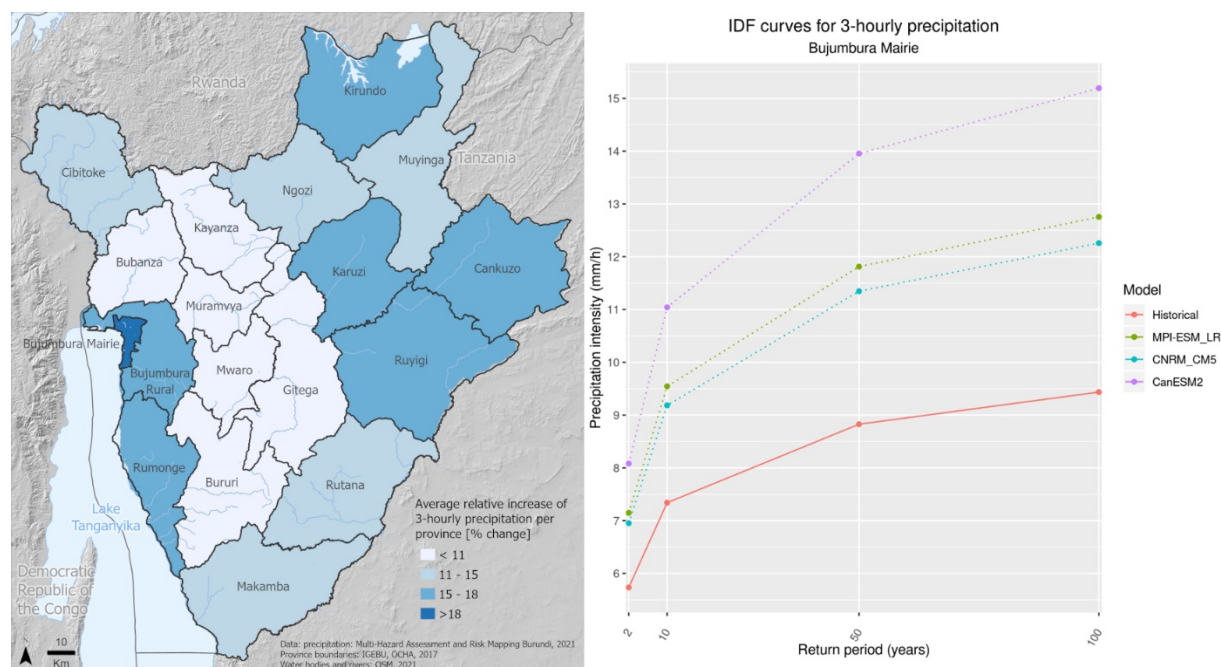 Rwanda
Kirundo
Cibitoke
Ngozi
Muyinga
Tanzania
Kayanza
Bubanza
Karuzi
Cankuzo
Muramvya
Bujumbura Mairie
Bujumbura
Rural
Mwaro
Gitega
Ruyigi
Rumonge
Bururi
Rutana
Lake
Tanganyika
Makamba
Democratic
Republic of
the Congo
Average relative increase of
3-hourly precipitation per
province [% change]
< 11
11 - 15
15 - 18
>18
10
Km
Data: precipitation: Multi-Hazard Assessment and Risk Mapping Burundi, 2021
Province boundaries: IGEBU, OCHA, 2017
Water bodies and rivers: OSM, 2021
IDF curves for 3-hourly precipitation
Bujumbura Mairie
Precipitation intensity (mm/h)
15
14
13
12
11
10
9
8
7
6
2
10
50
100
Return period (years)
Model
Historical
MPI-ESM_LR
CNRM_CM5
CanESM2